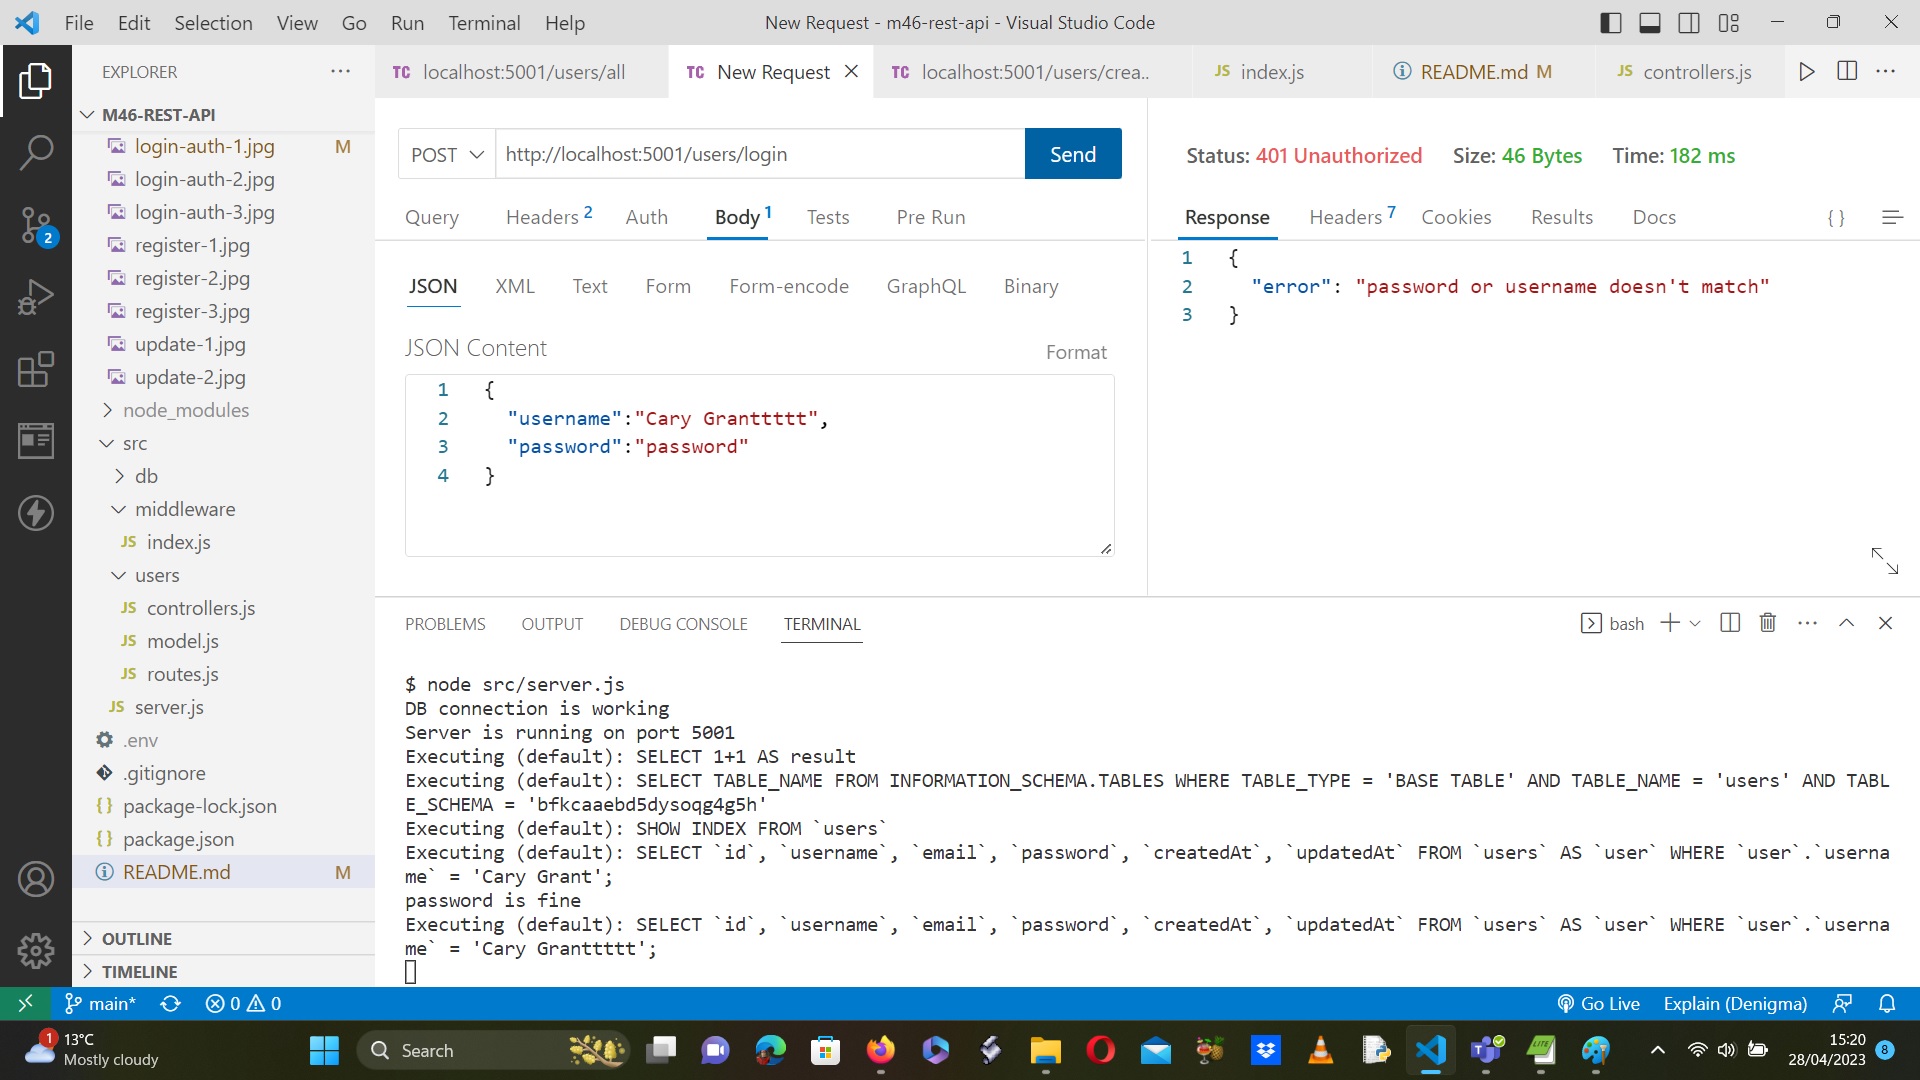 File Edit Selection View Go Run Terminal Help
New Request - m46-rest-api - Visual Studio Code
EXPLORER
TC localhost:5001/users/all
TC New Request
TC localhost:5001/users/crea..
JS index.js
README.md M
JS controllers.js
M46-REST-API
login-auth-1.jpg M
login-auth-2.jpg
login-auth-3.jpg
register-1.jpg
register-2.jpg
register-3.jpg
update-1.jpg
update-2.jpg
node_modules
src
db
middleware
JS index.js
users
JS controllers.js
JS model.js
JS routes.js
JS server.js
.env
.gitignore
{} package-lock.json
{} package.json
README.md M
OUTLINE
TIMELINE
2
POST http://localhost:5001/users/login Send
Query Headers 2 Auth Body 1 Tests Pre Run
JSON XML Text Form Form-encode GraphQL Binary
JSON Content
Format
1 {
2 "username":"Cary Granttttt",
3 "password":"password"
4 }
Status: 401 Unauthorized Size: 46 Bytes Time: 182 ms
Response Headers 7 Cookies Results Docs { }
1 {
2 "error": "password or username doesn't match"
3 }
PROBLEMS OUTPUT DEBUG CONSOLE TERMINAL
bash
$ node src/server.js
DB connection is working
Server is running on port 5001
Executing (default): SELECT 1+1 AS result
Executing (default): SELECT TABLE_NAME FROM INFORMATION_SCHEMA.TABLES WHERE TABLE_TYPE = 'BASE TABLE' AND TABLE_NAME = 'users' AND TABL
E_SCHEMA = 'bfkcaaebd5dysoqg4g5h'
Executing (default): SHOW INDEX FROM `users`
Executing (default): SELECT `id`, `username`, `email`, `password`, `createdAt`, `updatedAt` FROM `users` AS `user` WHERE `user`.`userna
me` = 'Cary Grant';
password is fine
Executing (default): SELECT `id`, `username`, `email`, `password`, `createdAt`, `updatedAt` FROM `users` AS `user` WHERE `user`.`userna
me` = 'Cary Granttttt';
main* 0 0
Go Live Explain (Denigma)
1
13°C
Mostly cloudy
Search
LITE
15:20
28/04/2023
8